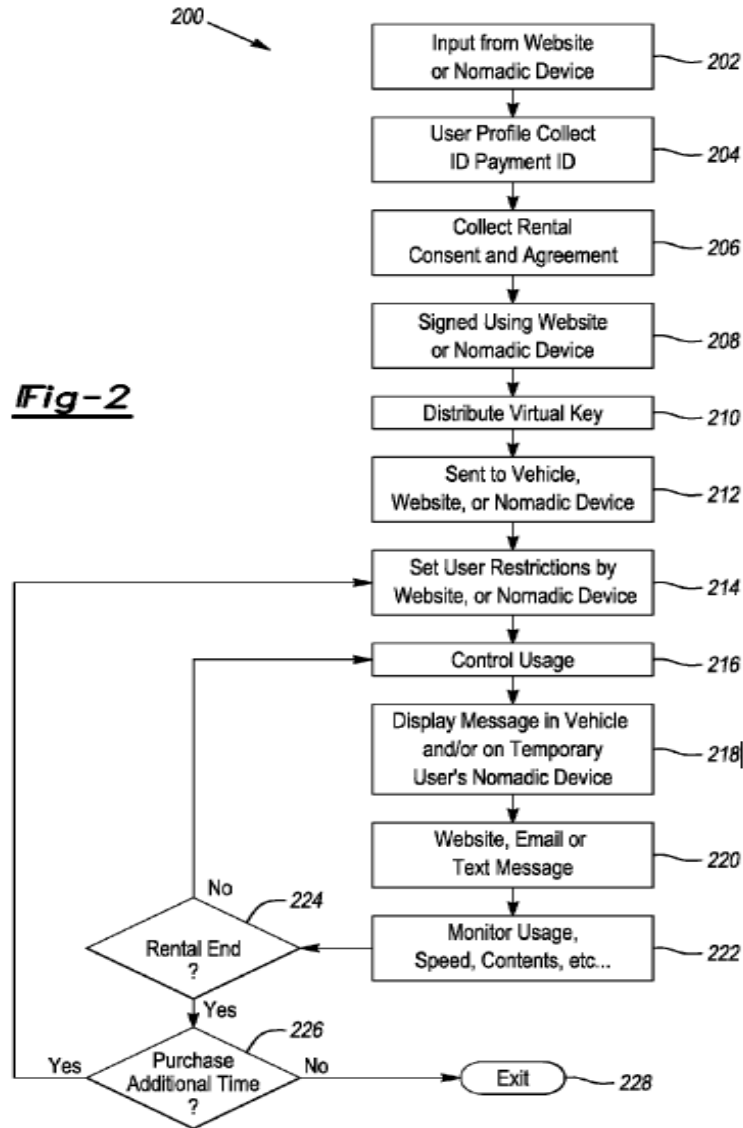 200
Input from Website
or Nomadic Device
202
User Profile Collect
ID Payment ID
204
Collect Rental
Consent and Agreement
206
Signed Using Website
or Nomadic Device
208
Fig-2
Distribute Virtual Key
210
Sent to Vehicle,
Website, or Nomadic Device
212
Set User Restrictions by
Website, or Nomadic Device
214
Control Usage
216
Display Message in Vehicle
and/or on Temporary
User's Nomadic Device
218
Website, Email or
Text Message
220
No
224
Rental End
?
Monitor Usage,
Speed, Contents, etc...
222
Yes
226
Yes
Purchase
Additional Time
?
No
Exit
228